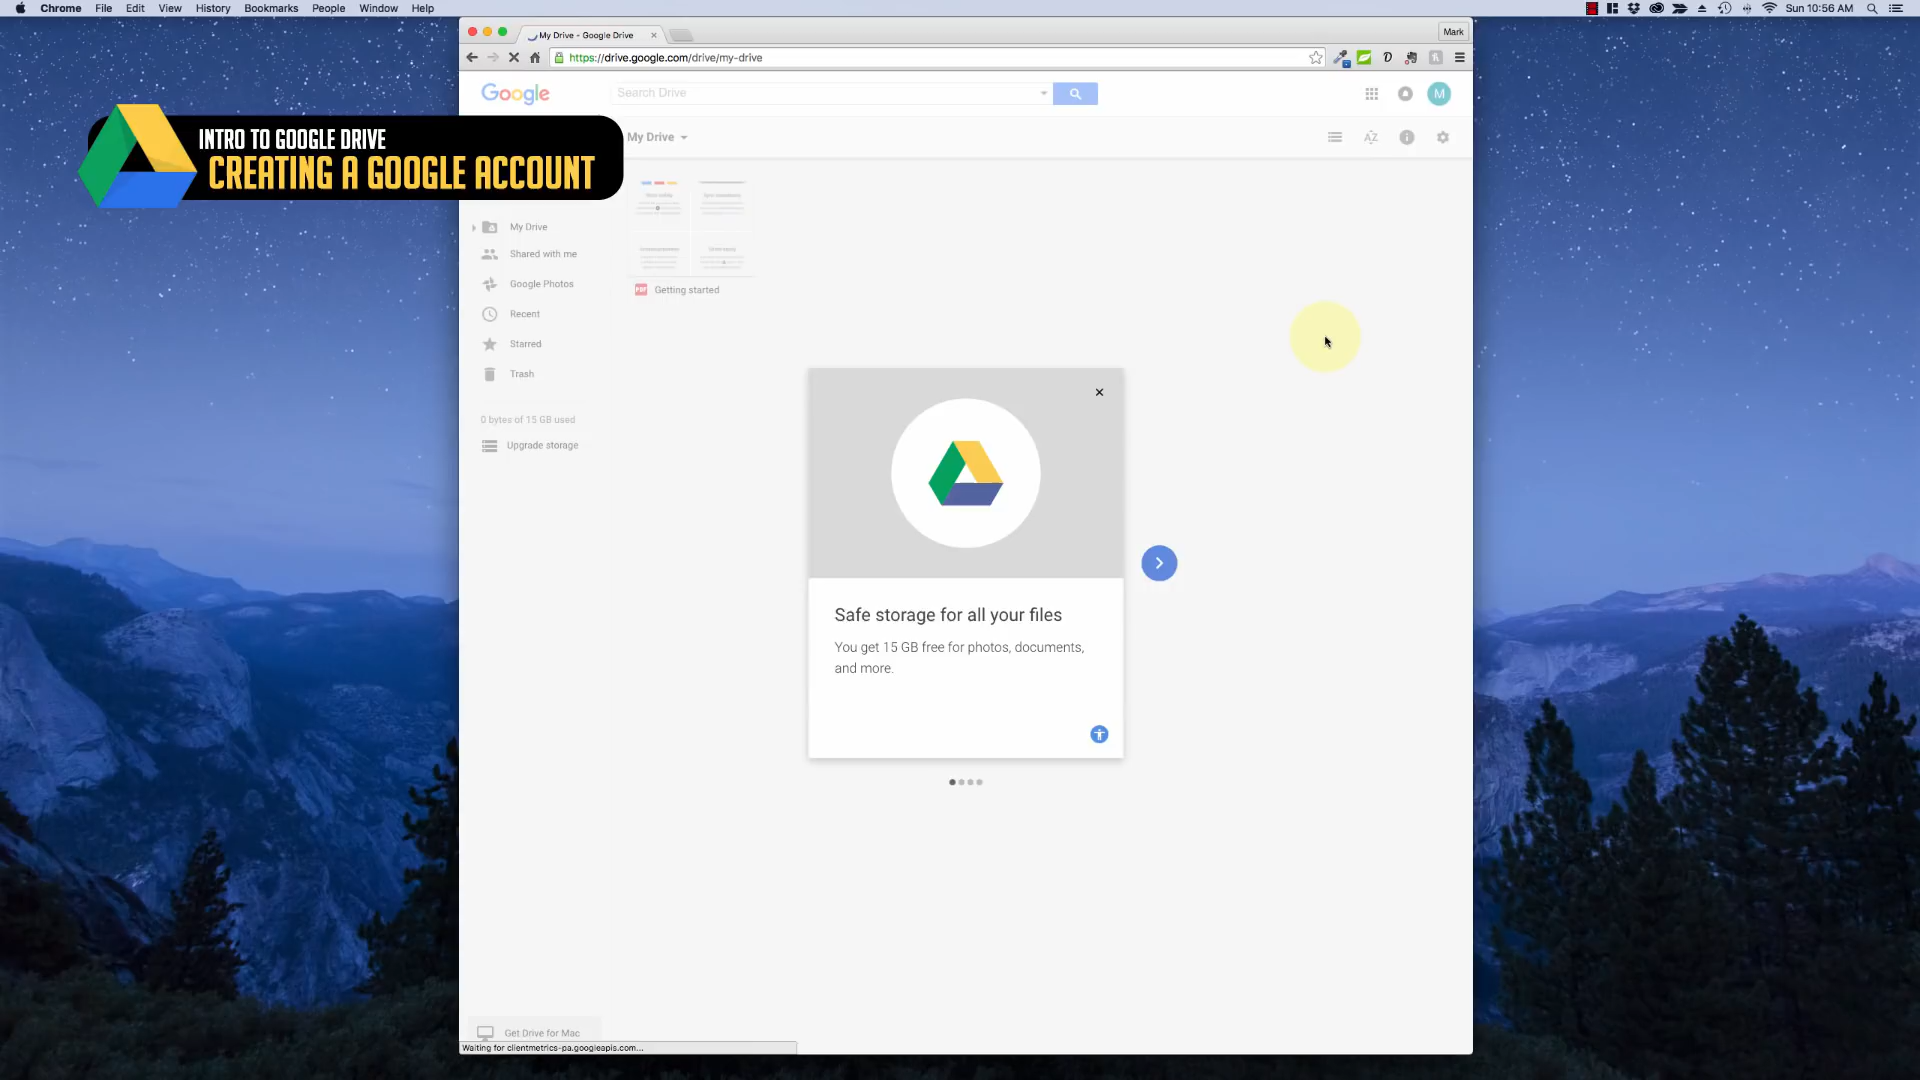 Chrome File Edit View History Bookmarks People Window Help
Sun 10:56 AM
My Drive - Google Drive
Mark
https://drive.google.com/drive/my-drive
Google
Search Drive
M
INTRO TO GOOGLE DRIVE
CREATING A GOOGLE ACCOUNT
My Drive
AZ
My Drive
Shared with me
Google Photos
Recent
Starred
Trash
0 bytes of 15 GB used
Upgrade storage
PDF Getting started
Safe storage for all your files
You get 15 GB free for photos, documents,
and more.
Get Drive for Mac
Waiting for clientmetrics-pa.googleapis.com...